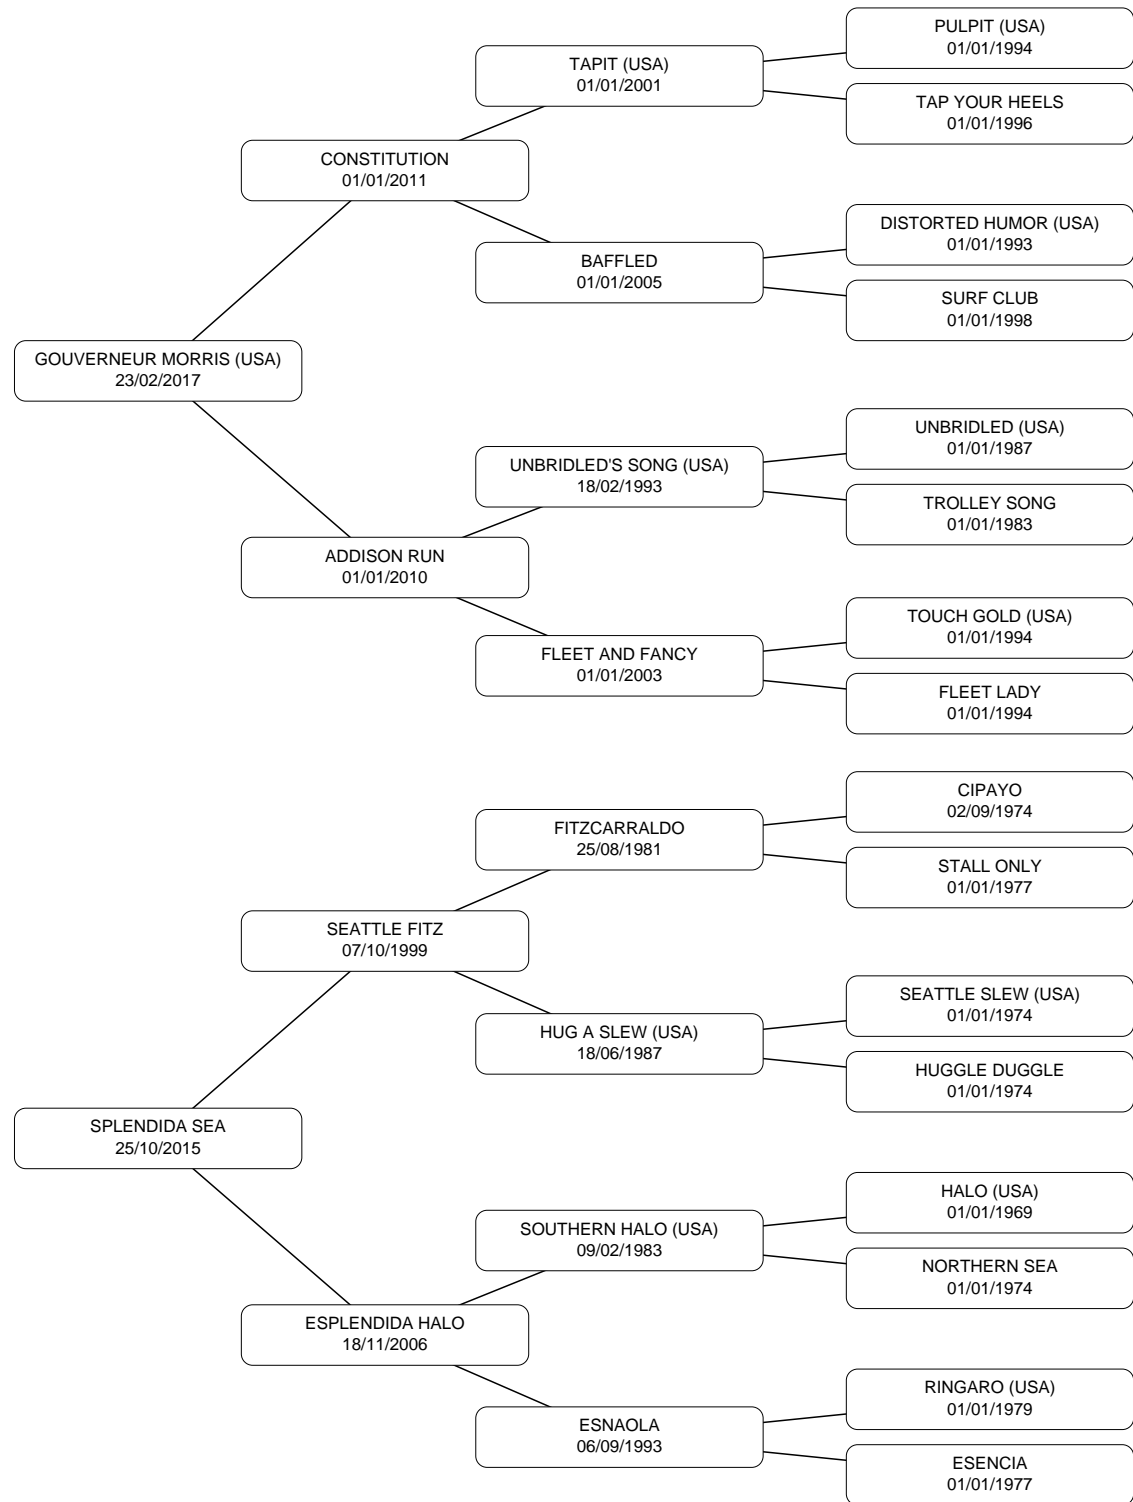 PULPIT (USA)
01/01/1994
TAPIT (USA)
01/01/2001
TAP YOUR HEELS
01/01/1996
CONSTITUTION
01/01/2011
DISTORTED HUMOR (USA)
01/01/1993
BAFFLED
01/01/2005
SURF CLUB
01/01/1998
GOUVERNEUR MORRIS (USA)
23/02/2017
UNBRIDLED (USA)
01/01/1987
UNBRIDLED'S SONG (USA)
18/02/1993
TROLLEY SONG
01/01/1983
ADDISON RUN
01/01/2010
TOUCH GOLD (USA)
01/01/1994
FLEET AND FANCY
01/01/2003
FLEET LADY
01/01/1994
CIPAYO
02/09/1974
FITZCARRALDO
25/08/1981
STALL ONLY
01/01/1977
SEATTLE FITZ
07/10/1999
SEATTLE SLEW (USA)
01/01/1974
HUG A SLEW (USA)
18/06/1987
HUGGLE DUGGLE
01/01/1974
SPLENDIDA SEA
25/10/2015
HALO (USA)
01/01/1969
SOUTHERN HALO (USA)
09/02/1983
NORTHERN SEA
01/01/1974
ESPLENDIDA HALO
18/11/2006
RINGARO (USA)
01/01/1979
ESNAOLA
06/09/1993
ESENCIA
01/01/1977